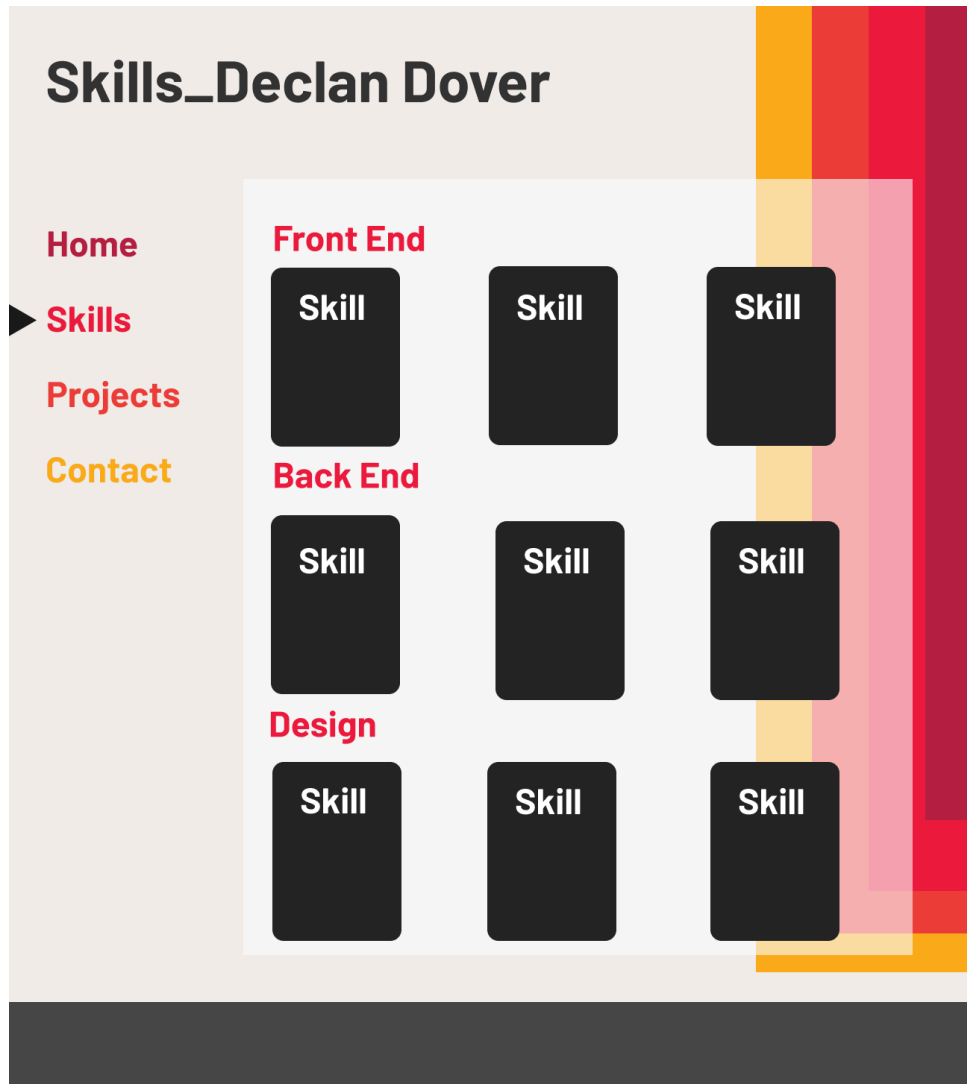 Skills_Declan Dover
Home
Skills
Projects
Contact
Front End
Skill Skill Skill
Back End
Skill Skill Skill
Design
Skill Skill Skill